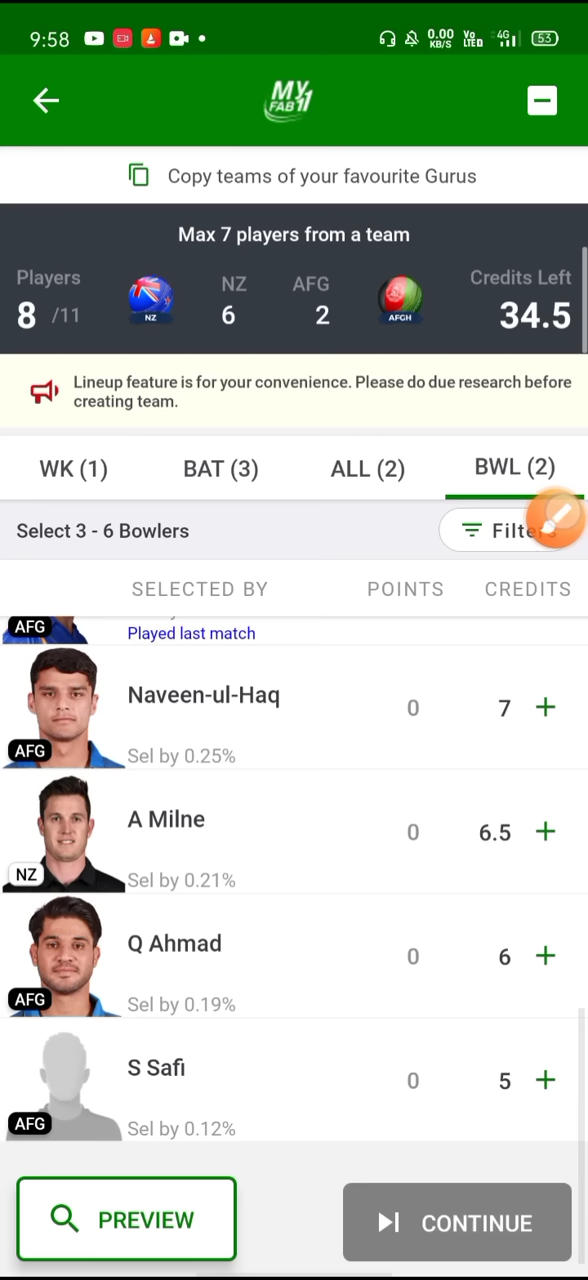 9:58 0.00 KB/S Vo LTED 4G 53
MY FAB 11
Copy teams of your favourite Gurus
Max 7 players from a team
Players NZ AFG Credits Left
8 /11 NZ 6 2 AFGH 34.5
Lineup feature is for your convenience. Please do due research before
creating team.
WK (1) BAT (3) ALL (2) BWL (2)
Select 3 - 6 Bowlers Filters
SELECTED BY POINTS CREDITS
AFG Played last match
Naveen-ul-Haq
0 7 +
AFG Sel by 0.25%
A Milne
0 6.5 +
NZ Sel by 0.21%
Q Ahmad
0 6 +
AFG Sel by 0.19%
S Safi
0 5 +
AFG Sel by 0.12%
PREVIEW CONTINUE